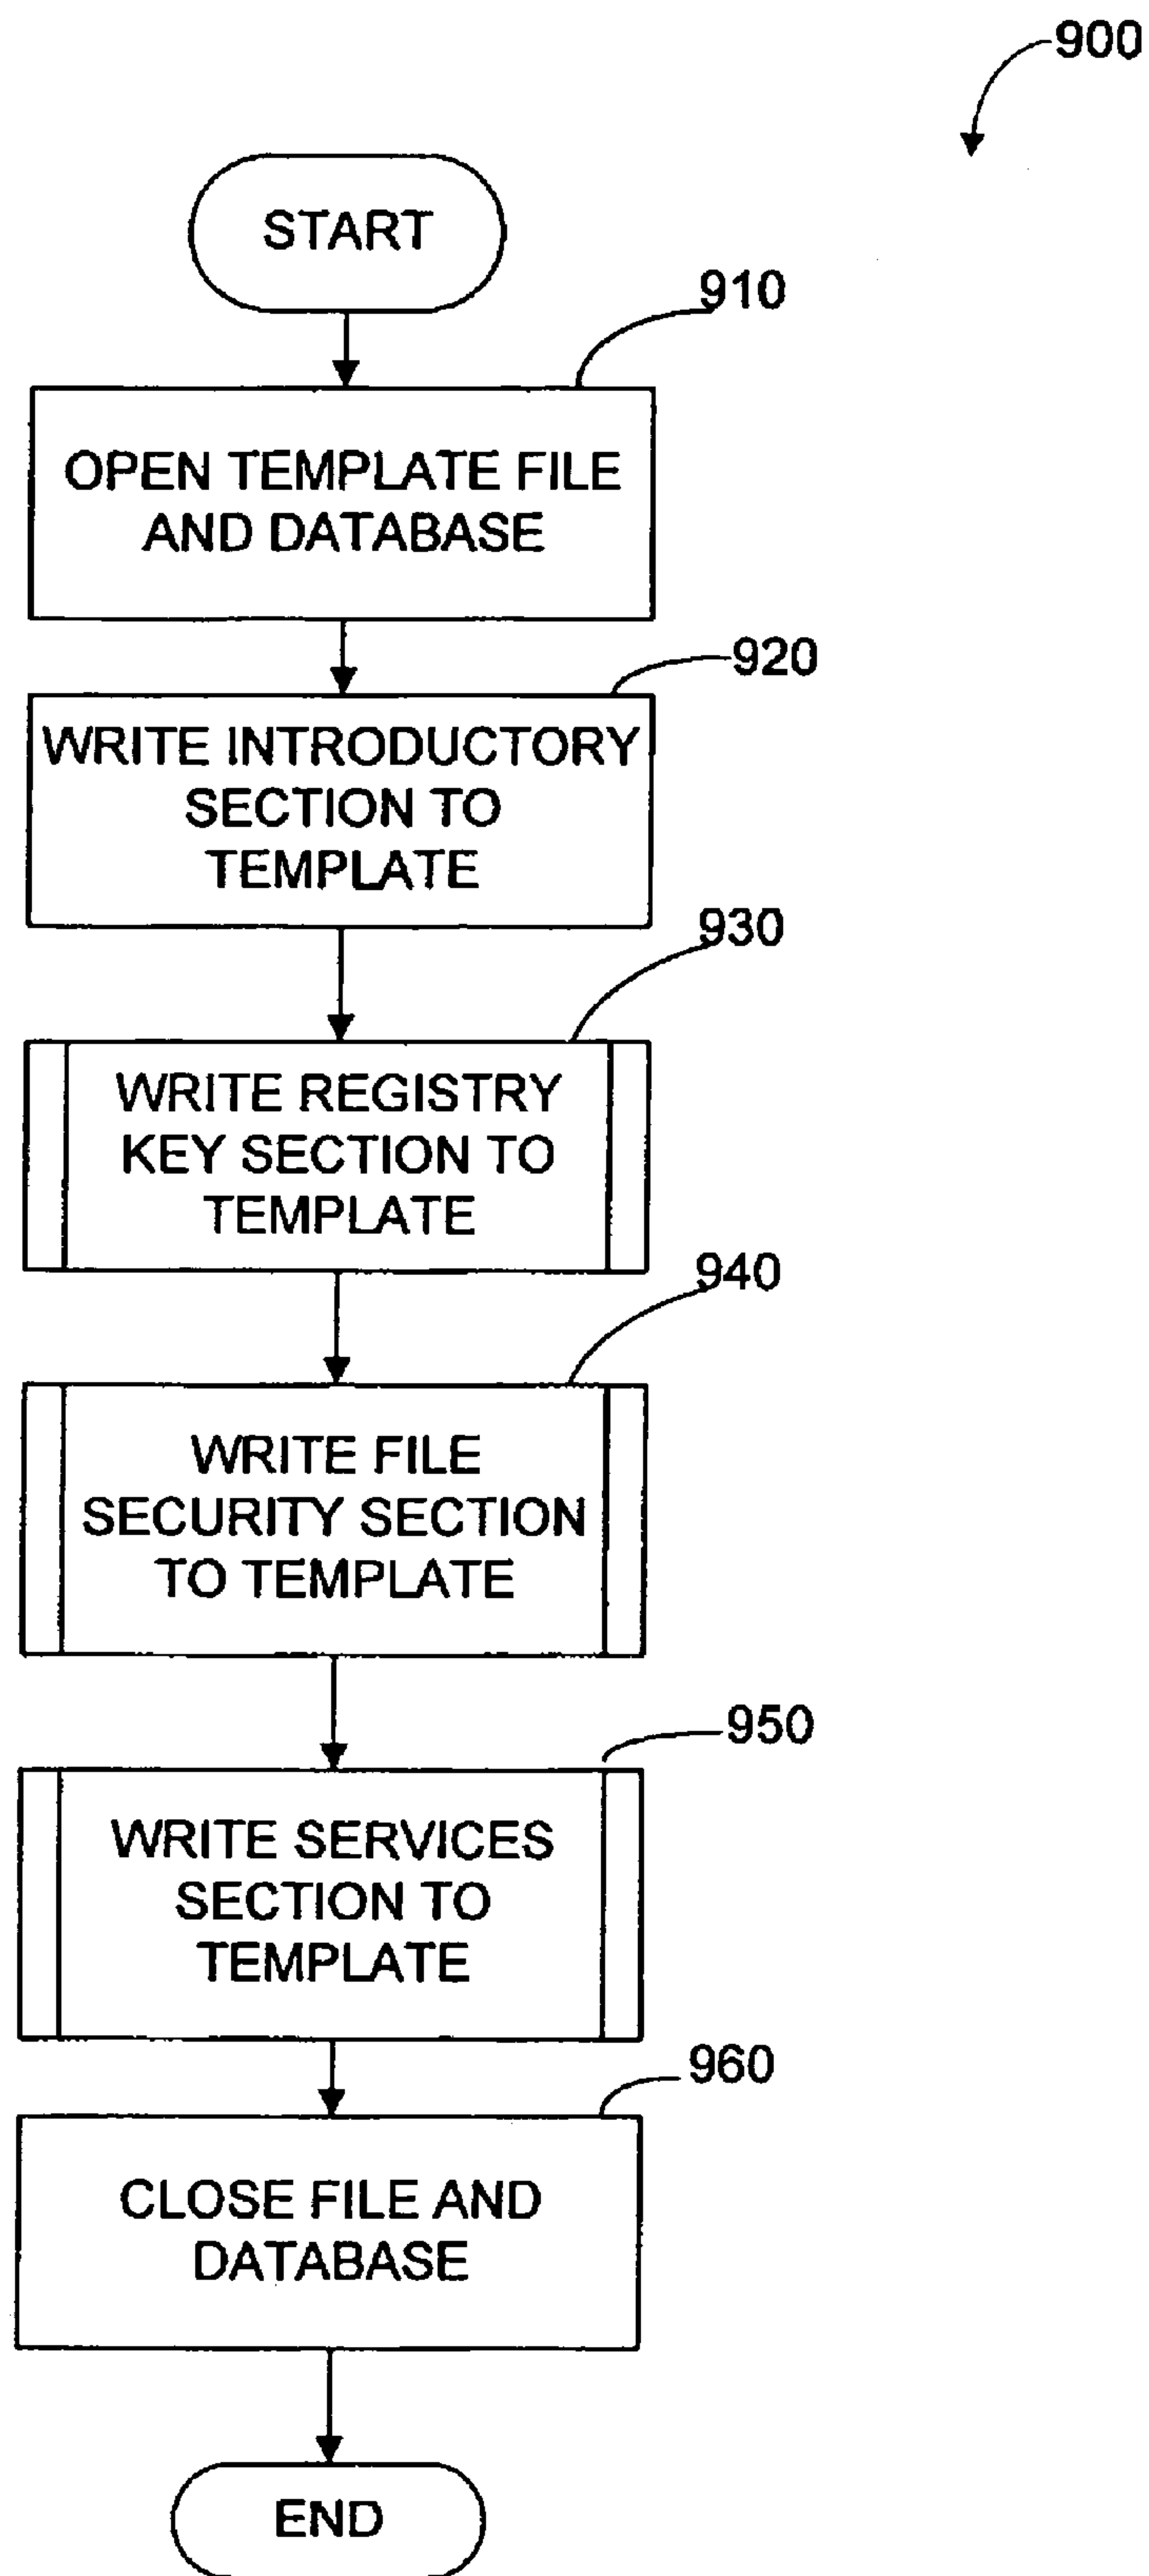 900
START
910
OPEN TEMPLATE FILE
AND DATABASE
920
WRITE INTRODUCTORY
SECTION TO
TEMPLATE
930
WRITE REGISTRY
KEY SECTION TO
TEMPLATE
940
WRITE FILE
SECURITY SECTION
TO TEMPLATE
950
WRITE SERVICES
SECTION TO
TEMPLATE
960
CLOSE FILE AND
DATABASE
END